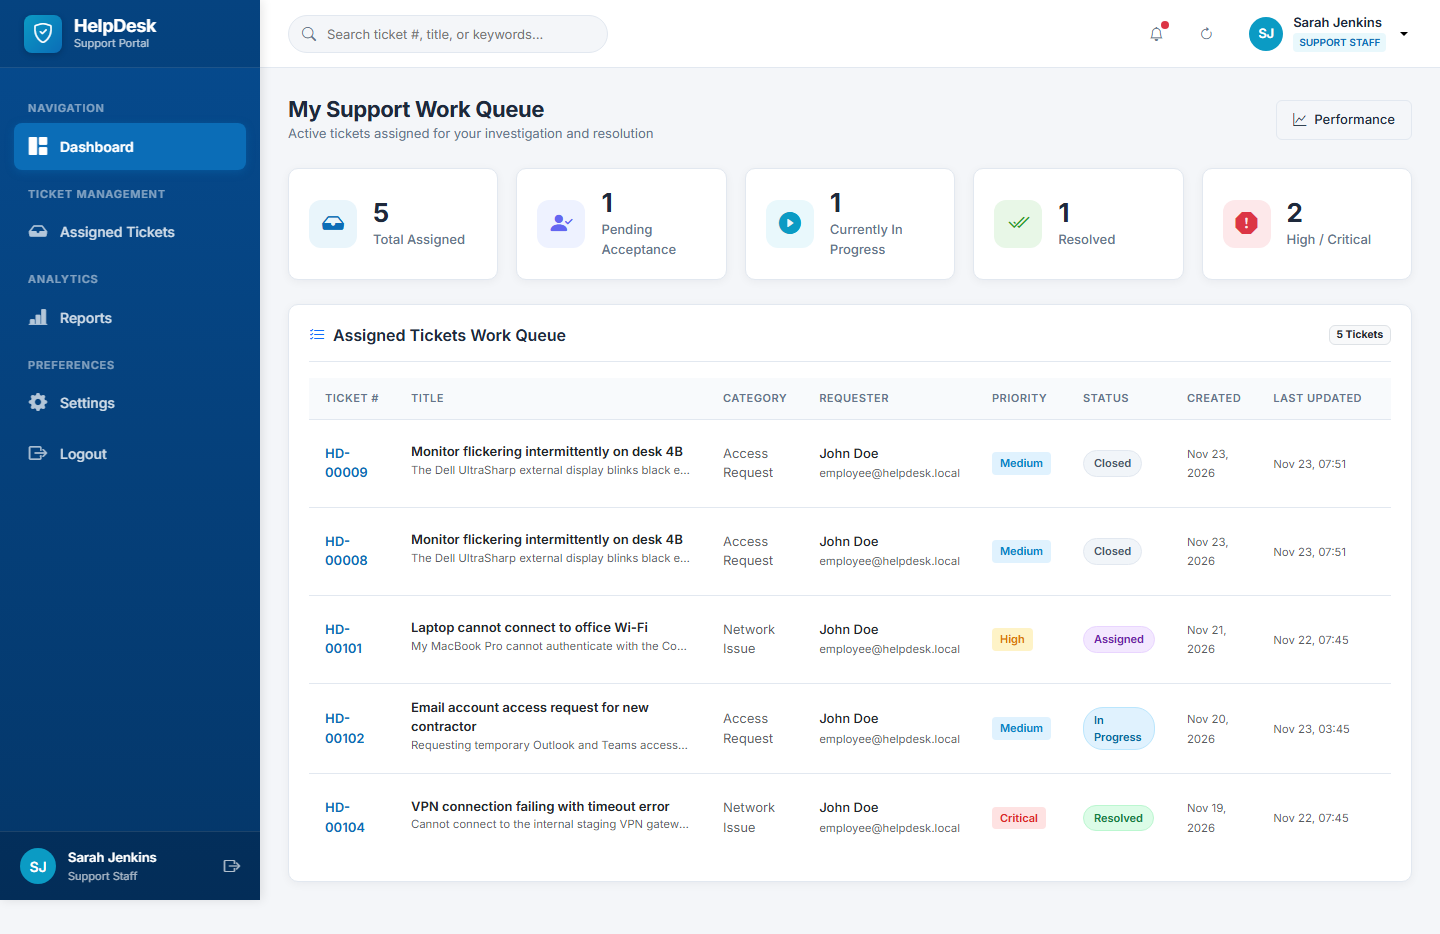 HelpDesk
Support Portal
NAVIGATION
Dashboard
TICKET MANAGEMENT
Assigned Tickets
ANALYTICS
Reports
PREFERENCES
Settings
Logout
SJ
Sarah Jenkins
Support Staff
Search ticket #, title, or keywords...
SJ
Sarah Jenkins
SUPPORT STAFF
My Support Work Queue
Active tickets assigned for your investigation and resolution
Performance
5
Total Assigned
1
Pending
Acceptance
1
Currently In
Progress
1
Resolved
2
High / Critical
Assigned Tickets Work Queue
5 Tickets
TICKET # TITLE CATEGORY REQUESTER PRIORITY STATUS CREATED LAST UPDATED
HD-
00009
Monitor flickering intermittently on desk 4B
The Dell UltraSharp external display blinks black e...
Access
Request
John Doe
employee@helpdesk.local
Medium
Closed
Nov 23,
2026
Nov 23, 07:51
HD-
00008
Monitor flickering intermittently on desk 4B
The Dell UltraSharp external display blinks black e...
Access
Request
John Doe
employee@helpdesk.local
Medium
Closed
Nov 23,
2026
Nov 23, 07:51
HD-
00101
Laptop cannot connect to office Wi-Fi
My MacBook Pro cannot authenticate with the Co...
Network
Issue
John Doe
employee@helpdesk.local
High
Assigned
Nov 21,
2026
Nov 22, 07:45
HD-
00102
Email account access request for new
contractor
Requesting temporary Outlook and Teams access...
Access
Request
John Doe
employee@helpdesk.local
Medium
In
Progress
Nov 20,
2026
Nov 23, 03:45
HD-
00104
VPN connection failing with timeout error
Cannot connect to the internal staging VPN gatew...
Network
Issue
John Doe
employee@helpdesk.local
Critical
Resolved
Nov 19,
2026
Nov 22, 07:45